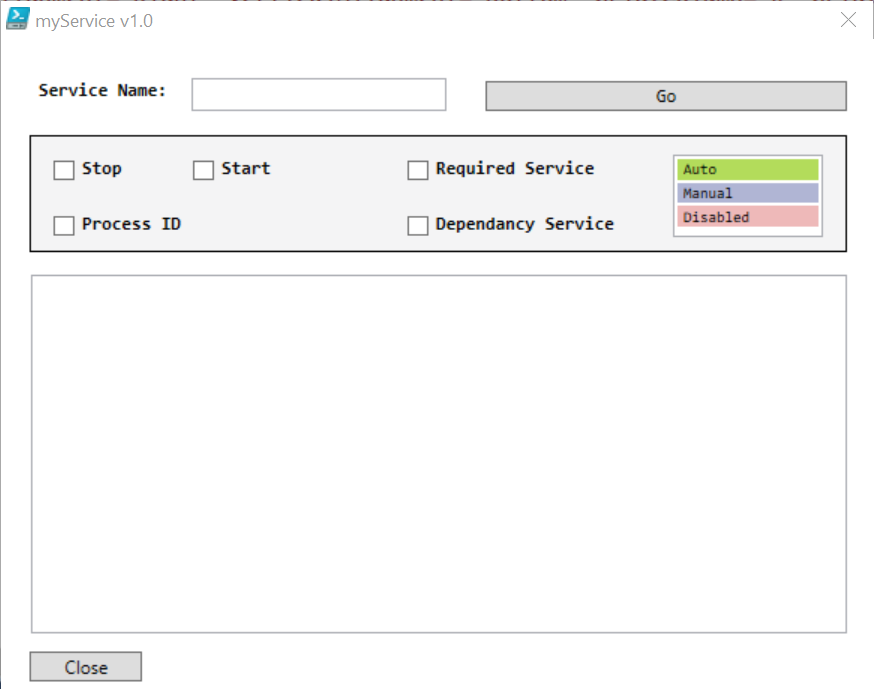 myService v1.0
Service Name:
Go
Stop
Start
Required Service
Auto
Manual
Disabled
Process ID
Dependancy Service
Close